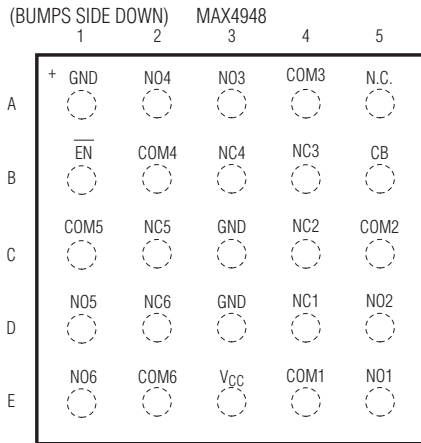 (BUMPS SIDE DOWN) MAX4948
1 2 3 4 5
+ GND NO4 NO3 COM3 N.C.
A
E̅N̅ COM4 NC4 NC3 CB
B
COM5 NC5 GND NC2 COM2
C
NO5 NC6 GND NC1 NO2
D
NO6 COM6 VCC COM1 NO1
E